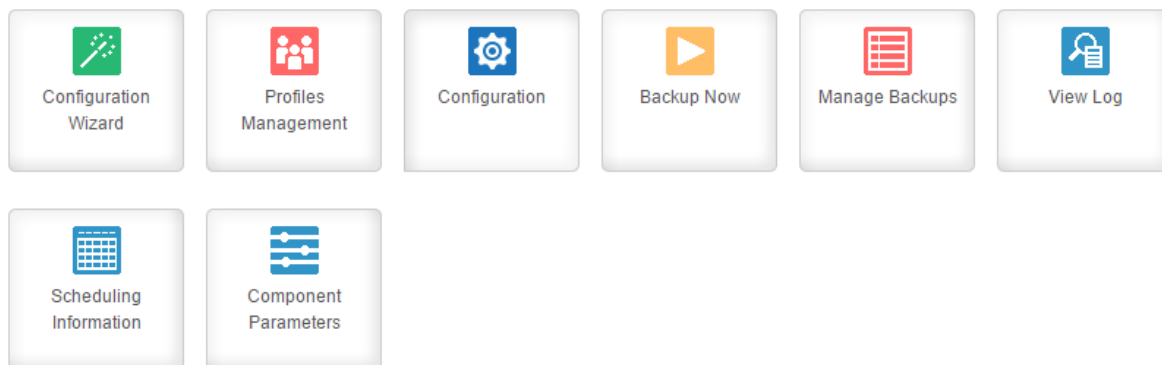 Configuration
Wizard
Profiles
Management
Configuration
Backup Now
Manage Backups
View Log
Scheduling
Information
Component
Parameters